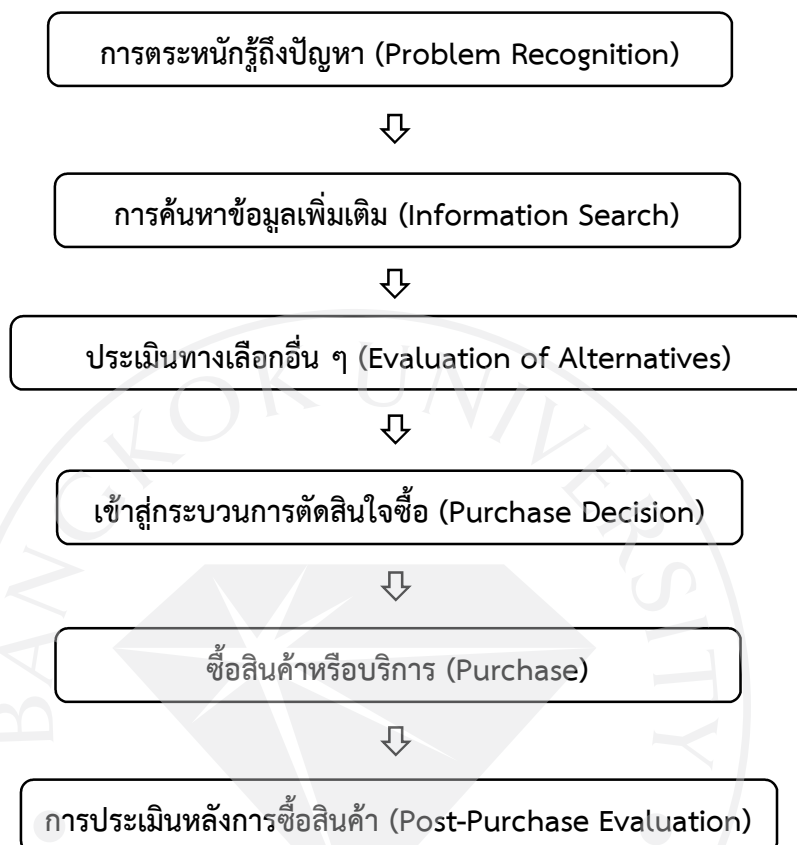 การตระหนักรู้ถึงปัญหา (Problem Recognition)
การค้นหาข้อมูลเพิ่มเติม (Information Search)
ประเมินทางเลือกอื่น ๆ (Evaluation of Alternatives)
เข้าสู่กระบวนการตัดสินใจซื้อ (Purchase Decision)
ซื้อสินค้าหรือบริการ (Purchase)
การประเมินหลังการซื้อสินค้า (Post-Purchase Evaluation)
BANGKOK UNIVERSITY